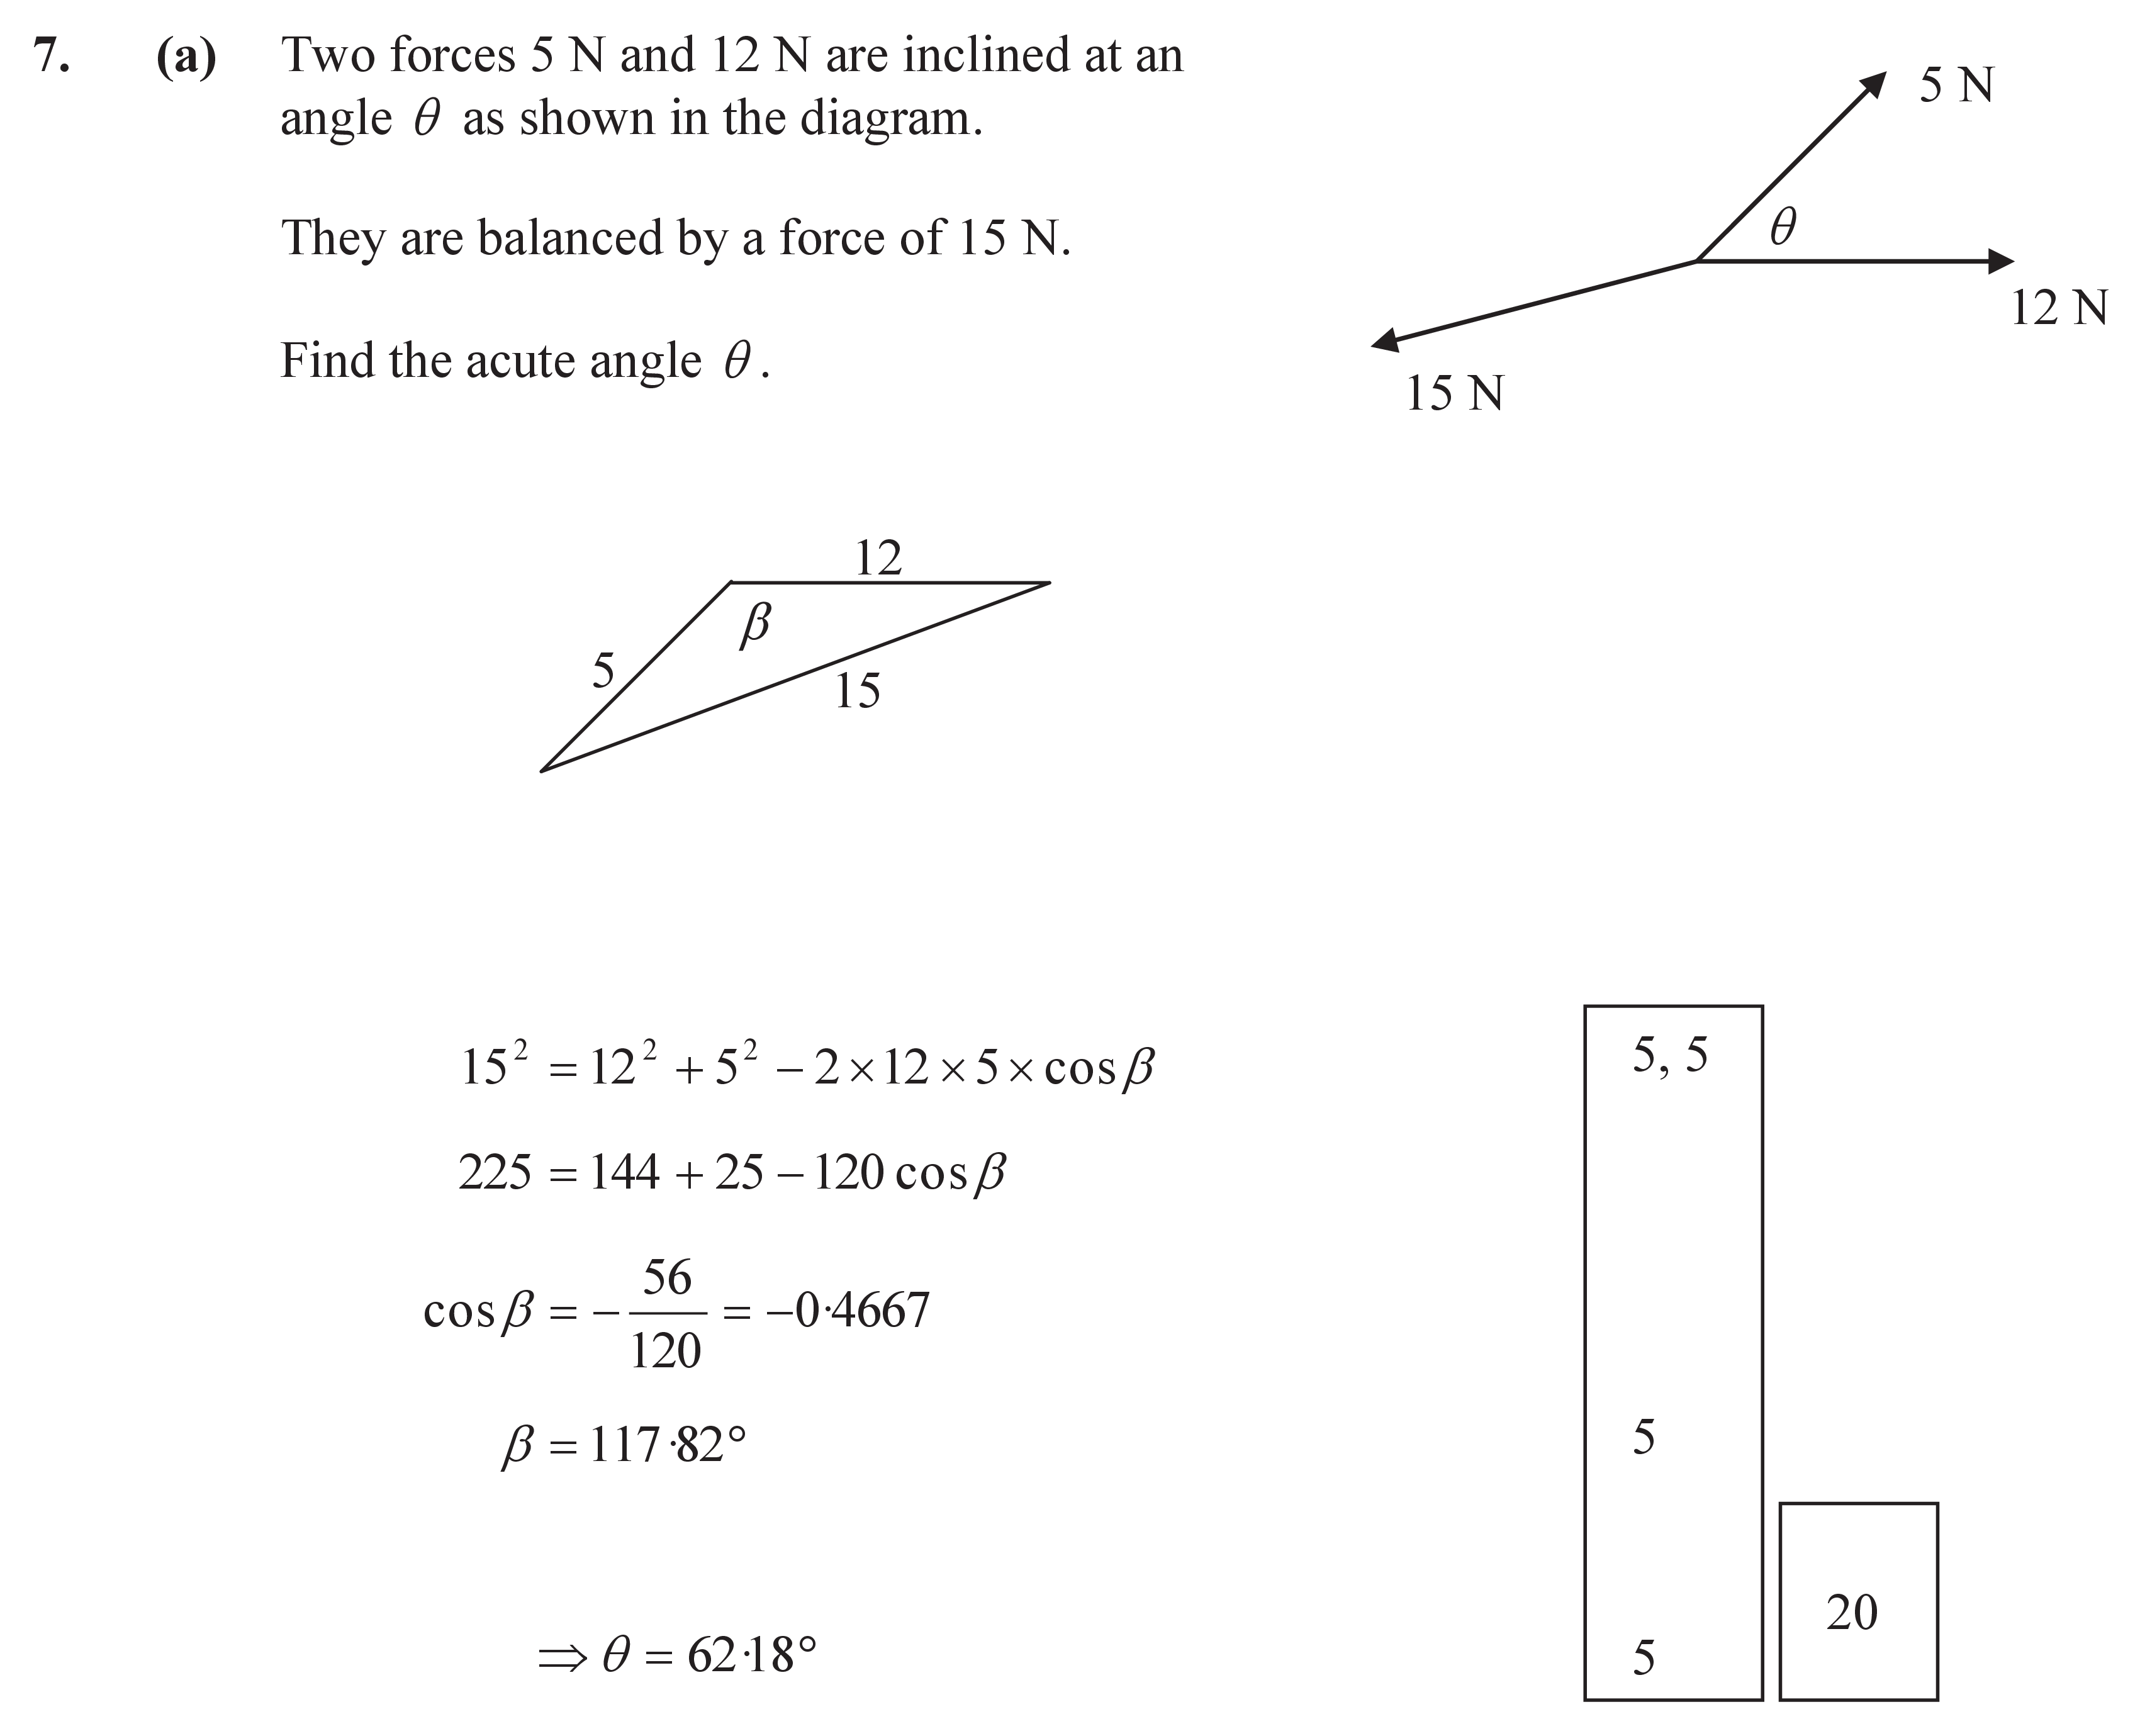 7. (a) Two forces 5 N and 12 N are inclined at an
angle θ as shown in the diagram.
They are balanced by a force of 15 N.
Find the acute angle θ.
5 N
θ
12 N
15 N
12
β
5
15
15² = 12² + 5² − 2×12×5×cos β
225 = 144 + 25 − 120 cos β
cos β = −56/120 = −0·4667
β = 117·82°
⇒ θ = 62·18°
5, 5
5
5
20